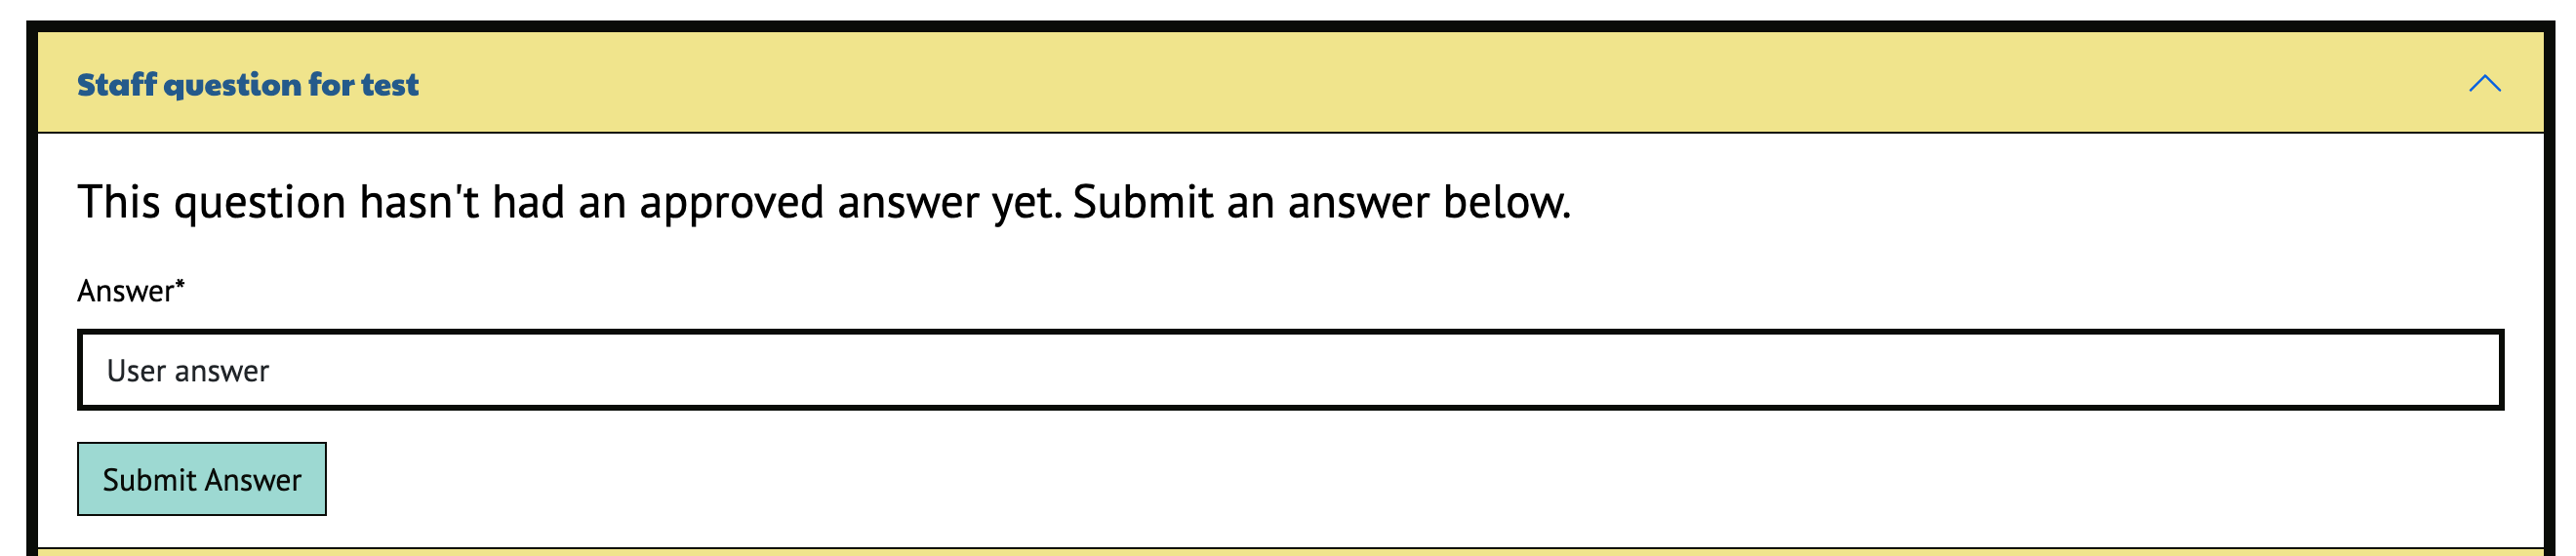 Staff question for test
This question hasn't had an approved answer yet. Submit an answer below.
Answer*
User answer
Submit Answer